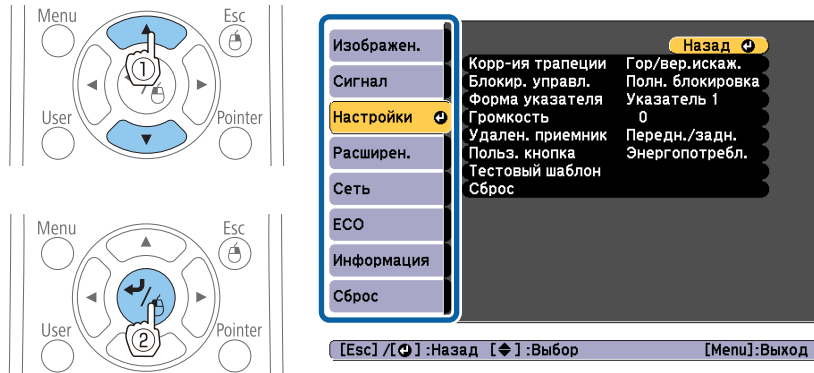 Menu
Esc
1
User
Pointer
Menu
Esc
User
Pointer
2
Изображен.
Сигнал
Настройки
Расширен.
Сеть
ECO
Информация
Сброс
Назад
Корр-ия трапеции Гор/вер.искаж.
Блокир. управл. Полн. блокировка
Форма указателя Указатель 1
Громкость 0
Удален. приемник Передн./задн.
Польз. кнопка Энергопотребл.
Тестовый шаблон
Сброс
[Esc] /[ ] :Назад [ ] :Выбор [Menu]:Выход